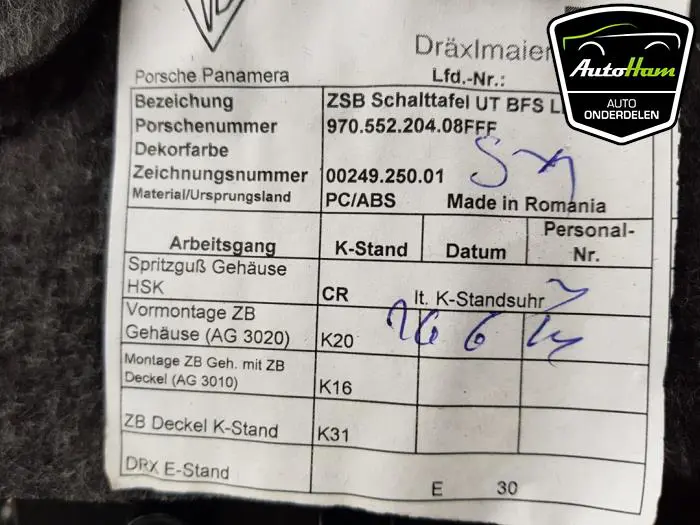 Dräxlmaier
Porsche Panamera
Lfd.-Nr.:
Bezeichung
ZSB Schalttafel UT BFS L
Porschenummer
970.552.204.08FFF
Dekorfarbe
Zeichnungsnummer
00249.250.01
Material/Ursprungsland
PC/ABS
Made in Romania
Arbeitsgang
K-Stand
Datum
Personal-
Nr.
Spritzguß Gehäuse
HSK
CR
lt. K-Standsuhr
Vormontage ZB
Gehäuse (AG 3020)
K20
Montage ZB Geh. mit ZB
Deckel (AG 3010)
K16
ZB Deckel K-Stand
K31
DRX E-Stand
E 30
AutoHam
AUTO
ONDERDELEN